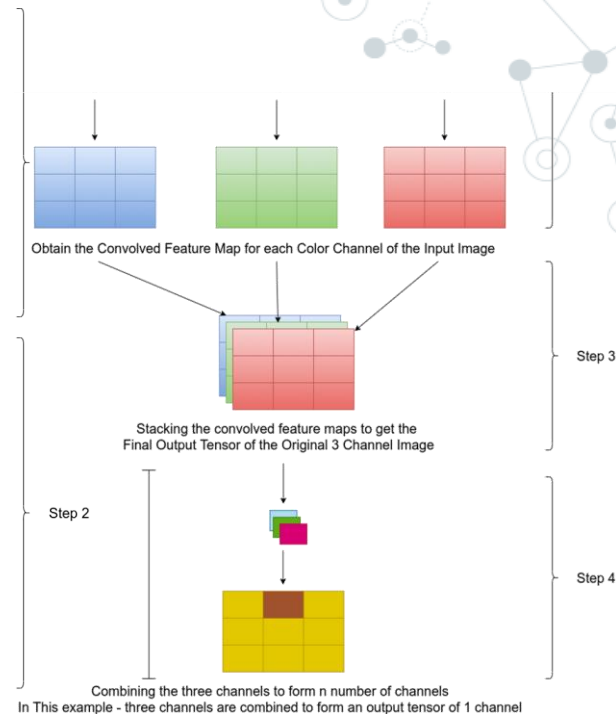 Obtain the Convolved Feature Map for each Color Channel of the Input Image
Step 3
Stacking the convolved feature maps to get the
Final Output Tensor of the Original 3 Channel Image
Step 2
Step 4
Combining the three channels to form n number of channels
In This example - three channels are combined to form an output tensor of 1 channel